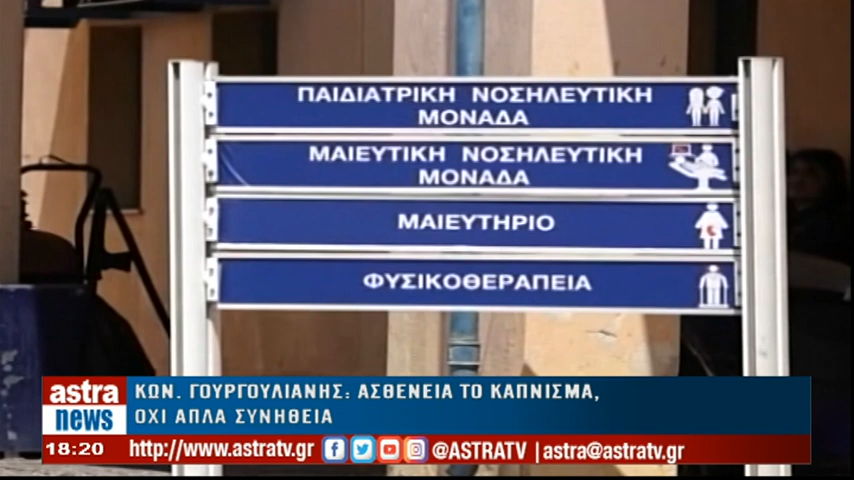 ΠΑΙΔΙΑΤΡΙΚΗ ΝΟΣΗΛΕΥΤΙΚΗ
ΜΟΝΑΔΑ
ΜΑΙΕΥΤΙΚΗ ΝΟΣΗΛΕΥΤΙΚΗ
ΜΟΝΑΔΑ
ΜΑΙΕΥΤΗΡΙΟ
ΦΥΣΙΚΟΘΕΡΑΠΕΙΑ
astra
news
ΚΩΝ. ΓΟΥΡΓΟΥΛΙΑΝΗΣ: ΑΣΘΕΝΕΙΑ ΤΟ ΚΑΠΝΙΣΜΑ,
ΟΧΙ ΑΠΛΑ ΣΥΝΗΘΕΙΑ
18:20 http://www.astratv.gr @ASTRATV | astra@astratv.gr